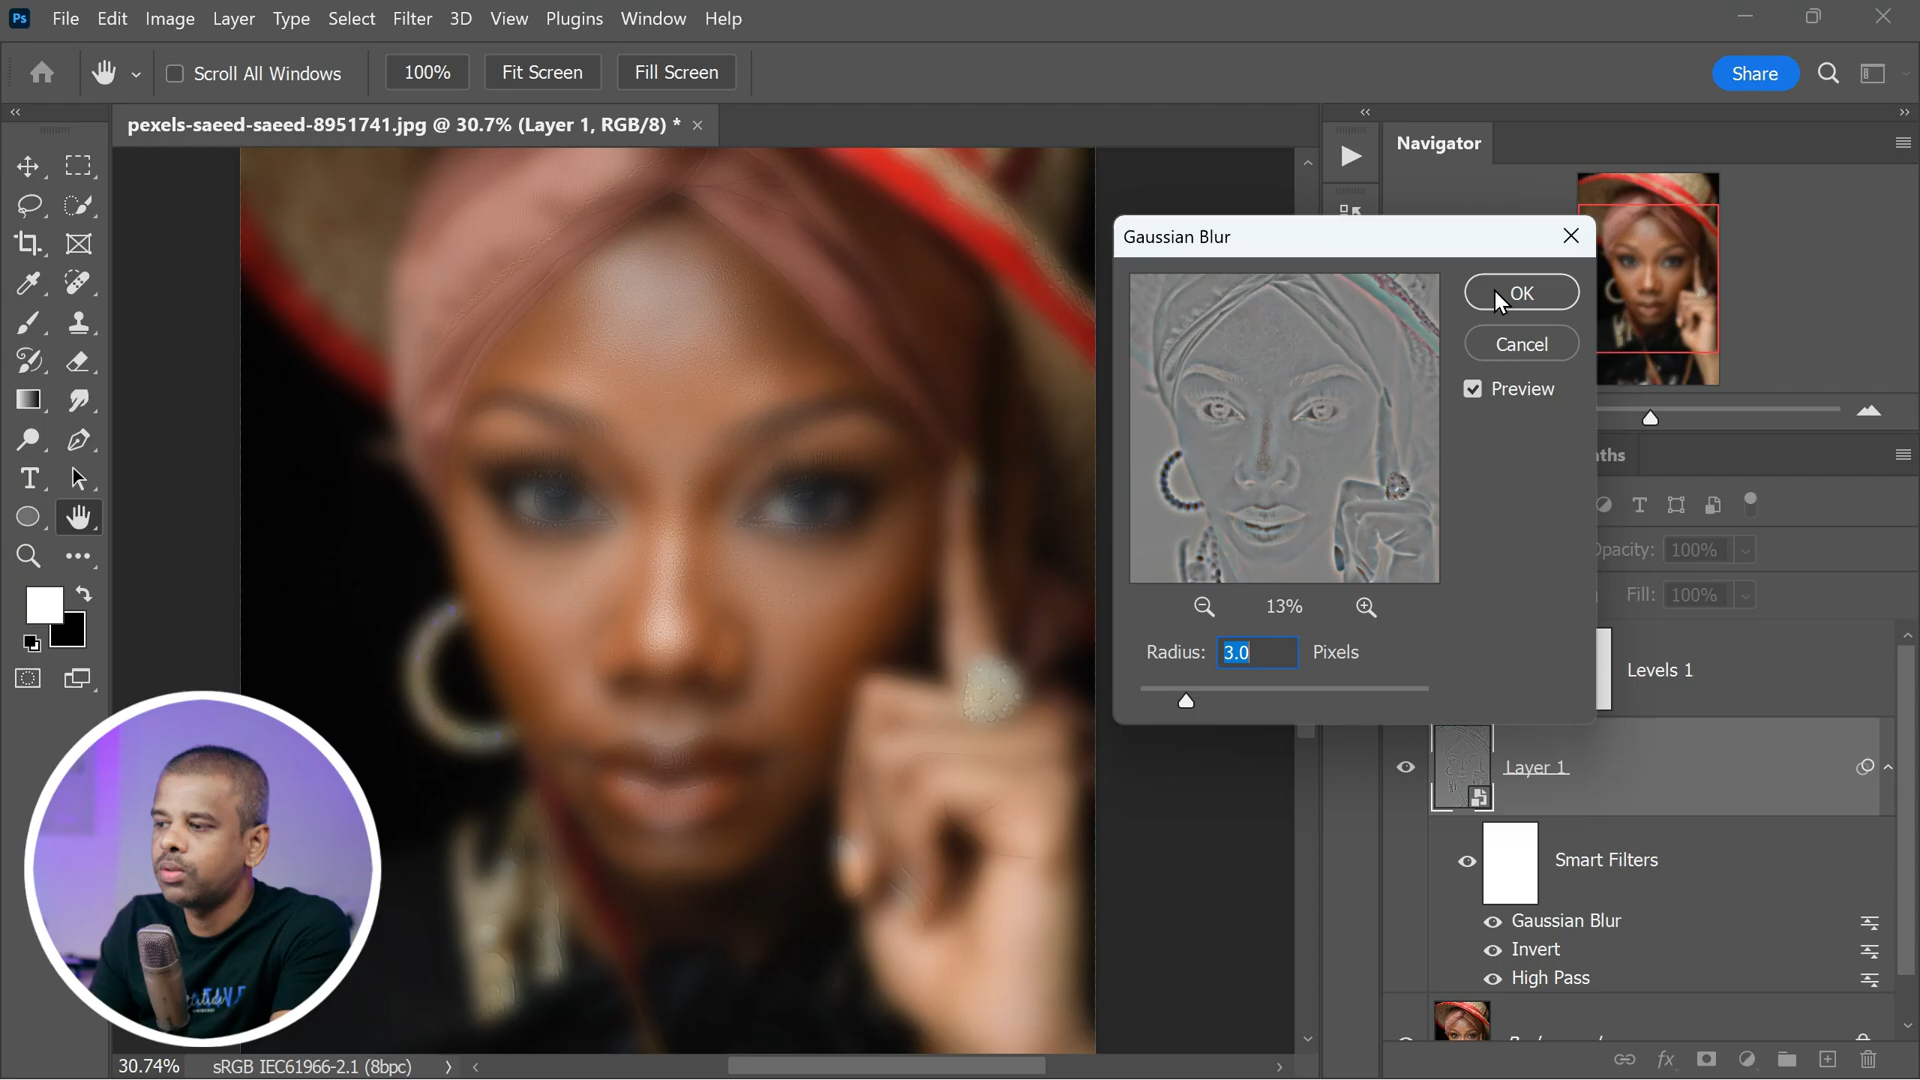 Ps File Edit Image Layer Type Select Filter 3D View Plugins Window Help
Scroll All Windows 100% Fit Screen Fill Screen Share
pexels-saeed-saeed-8951741.jpg @ 30.7% (Layer 1, RGB/8) *
Navigator
Gaussian Blur
OK
Cancel
Preview
13%
Radius: 3.0 Pixels
ths
Opacity: 100%
Fill: 100%
Levels 1
Layer 1
Smart Filters
Gaussian Blur
Invert
High Pass
30.74% sRGB IEC61966-2.1 (8bpc)
fx